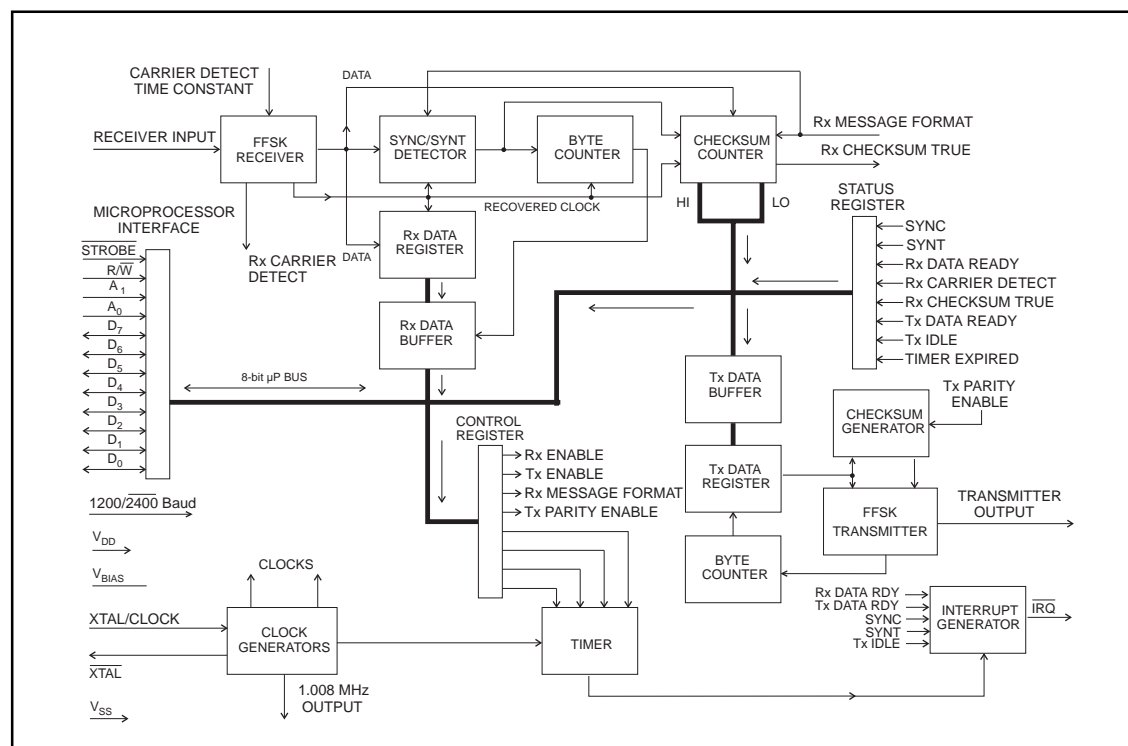 CARRIER DETECT
TIME CONSTANT
DATA
RECEIVER INPUT
FFSK
RECEIVER
SYNC/SYNT
DETECTOR
BYTE
COUNTER
CHECKSUM
COUNTER
Rx MESSAGE FORMAT
Rx CHECKSUM TRUE
RECOVERED CLOCK
HI
LO
STATUS
REGISTER
MICROPROCESSOR
INTERFACE
Rx CARRIER
DETECT
DATA
Rx DATA
REGISTER
Rx DATA
BUFFER
STROBE
R/W
A1
A0
D7
D6
D5
D4
D3
D2
D1
D0
8-bit µP BUS
SYNC
SYNT
Rx DATA READY
Rx CARRIER DETECT
Rx CHECKSUM TRUE
Tx DATA READY
Tx IDLE
TIMER EXPIRED
Tx DATA
BUFFER
Tx PARITY
ENABLE
CHECKSUM
GENERATOR
CONTROL
REGISTER
Rx ENABLE
Tx ENABLE
Rx MESSAGE FORMAT
Tx PARITY ENABLE
Tx DATA
REGISTER
FFSK
TRANSMITTER
TRANSMITTER
OUTPUT
BYTE
COUNTER
1200/2400 Baud
VDD
VBIAS
CLOCKS
XTAL/CLOCK
XTAL
CLOCK
GENERATORS
1.008 MHz
OUTPUT
VSS
TIMER
Rx DATA RDY
Tx DATA RDY
SYNC
SYNT
Tx IDLE
INTERRUPT
GENERATOR
IRQ